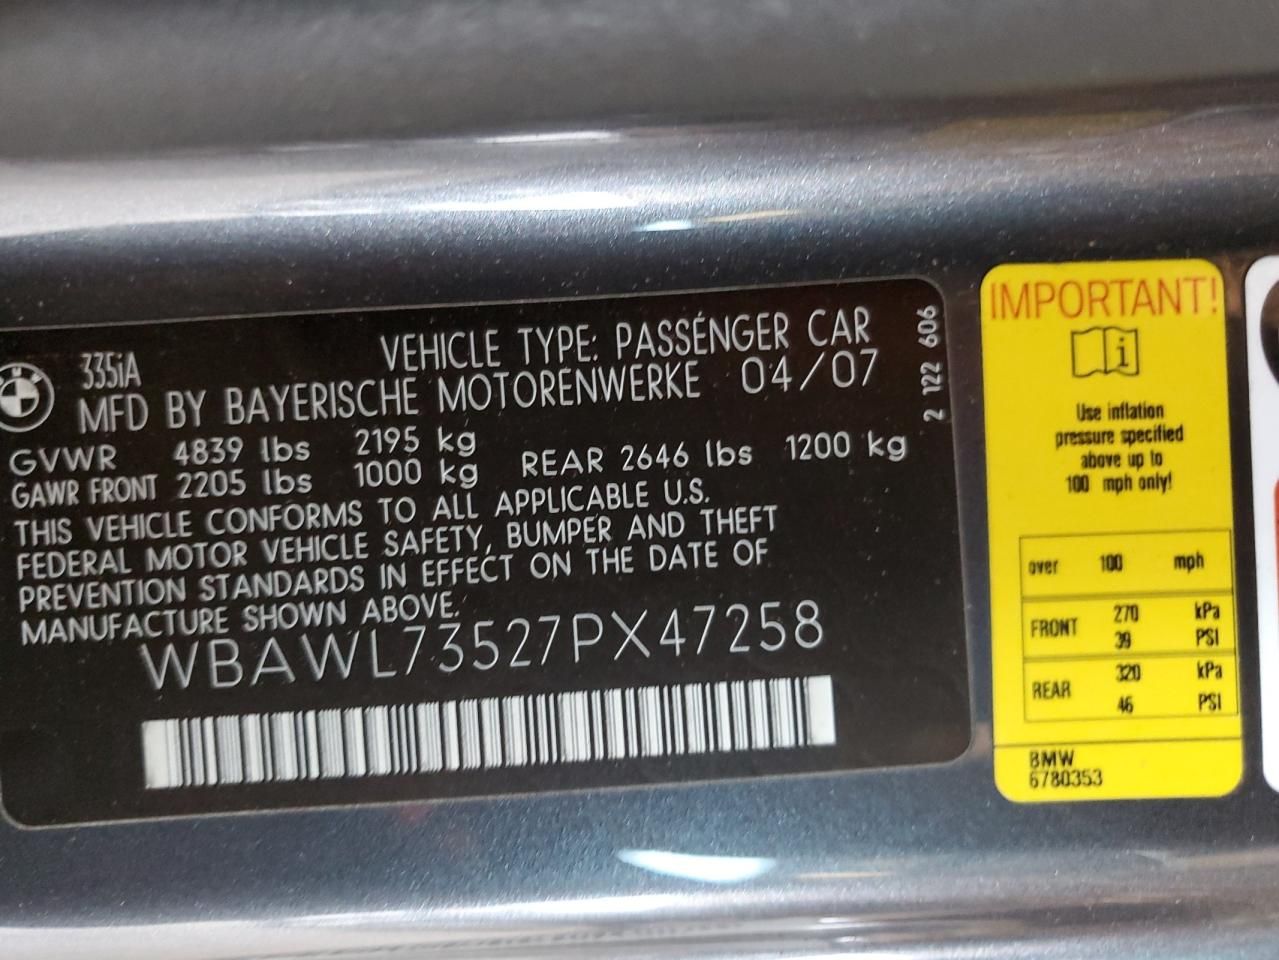 335iA
VEHICLE TYPE: PASSENGER CAR
MFD BY BAYERISCHE MOTORENWERKE 04/07
GVWR 4839 lbs 2195 kg
GAWR FRONT 2205 lbs 1000 kg REAR 2646 lbs 1200 kg
THIS VEHICLE CONFORMS TO ALL APPLICABLE U.S.
FEDERAL MOTOR VEHICLE SAFETY, BUMPER AND THEFT
PREVENTION STANDARDS IN EFFECT ON THE DATE OF
MANUFACTURE SHOWN ABOVE.
WBAWL73527PX47258
2 122 606
IMPORTANT!
i
Use inflation
pressure specified
above up to
100 mph only!
over 100 mph
FRONT 270 kPa
39 PSI
REAR 320 kPa
46 PSI
BMW
6780353